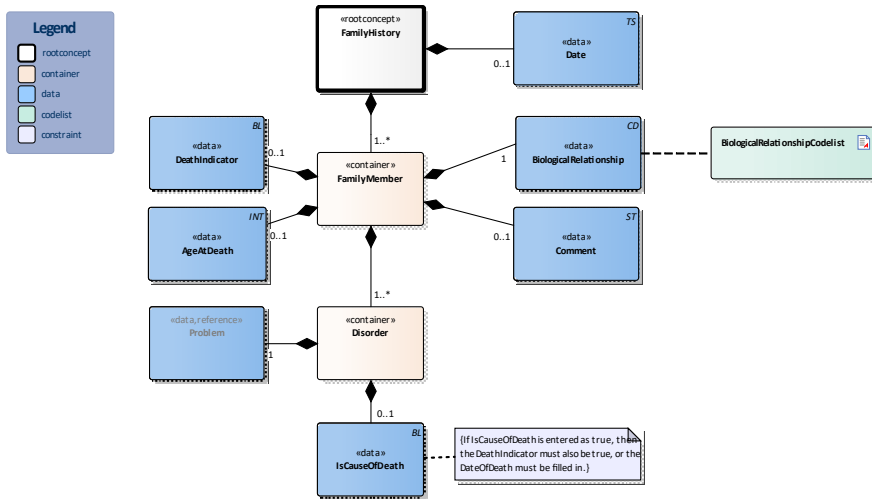 Legend
rootconcept
container
data
codelist
constraint
«rootconcept»
FamilyHistory
TS
«data»
Date
0..1
1..*
BL
«data»
DeathIndicator
0..1
«container»
FamilyMember
CD
«data»
BiologicalRelationship
1
BiologicalRelationshipCodelist
INT
«data»
AgeAtDeath
0..1
ST
«data»
Comment
0..1
1..*
«data,reference»
Problem
1
«container»
Disorder
0..1
BL
«data»
IsCauseOfDeath
{If IsCauseOfDeath is entered as true, then
the DeathIndicator must also be true, or the
DateOfDeath must be filled in.}